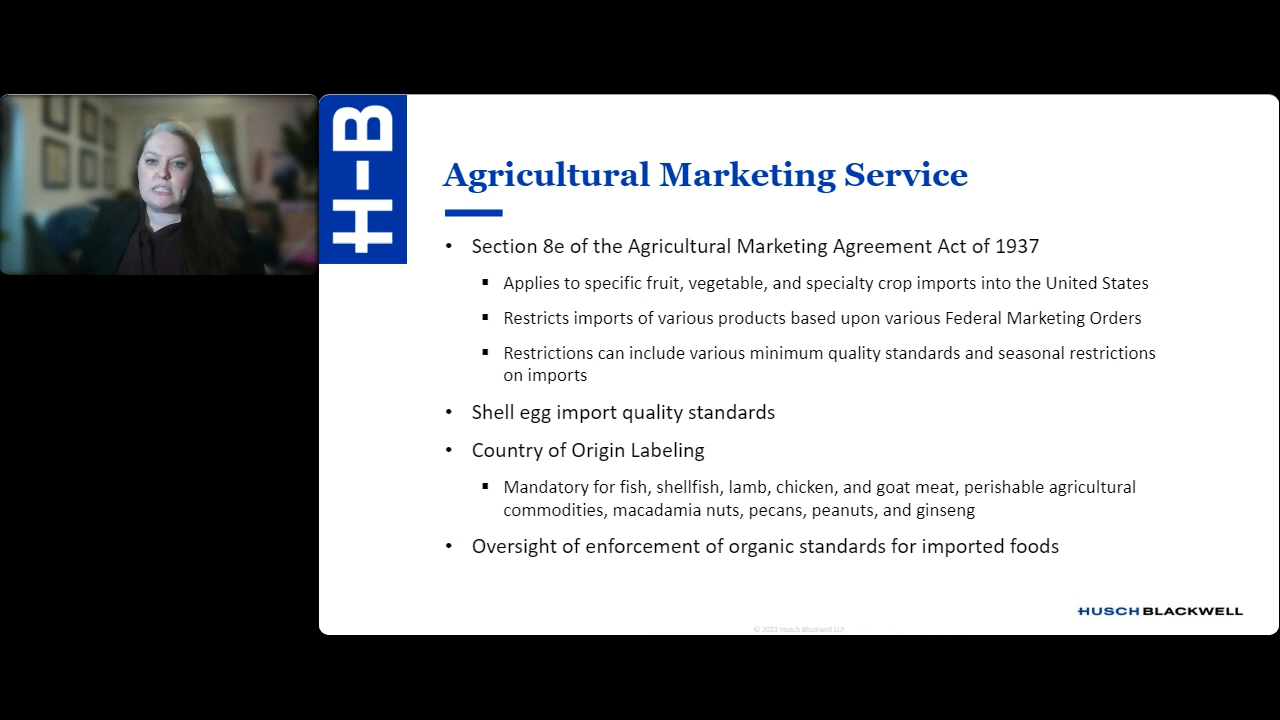 H-B
Agricultural Marketing Service
• Section 8e of the Agricultural Marketing Agreement Act of 1937
▪ Applies to specific fruit, vegetable, and specialty crop imports into the United States
▪ Restricts imports of various products based upon various Federal Marketing Orders
▪ Restrictions can include various minimum quality standards and seasonal restrictions
on imports
• Shell egg import quality standards
• Country of Origin Labeling
▪ Mandatory for fish, shellfish, lamb, chicken, and goat meat, perishable agricultural
commodities, macadamia nuts, pecans, peanuts, and ginseng
• Oversight of enforcement of organic standards for imported foods
HUSCH BLACKWELL
© 2022 Husch Blackwell LLP